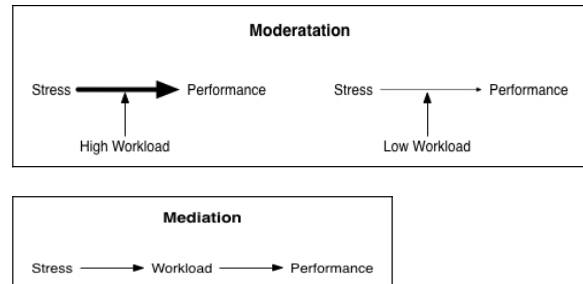 Moderatation
Stress Performance Stress Performance
High Workload Low Workload
Mediation
Stress Workload Performance